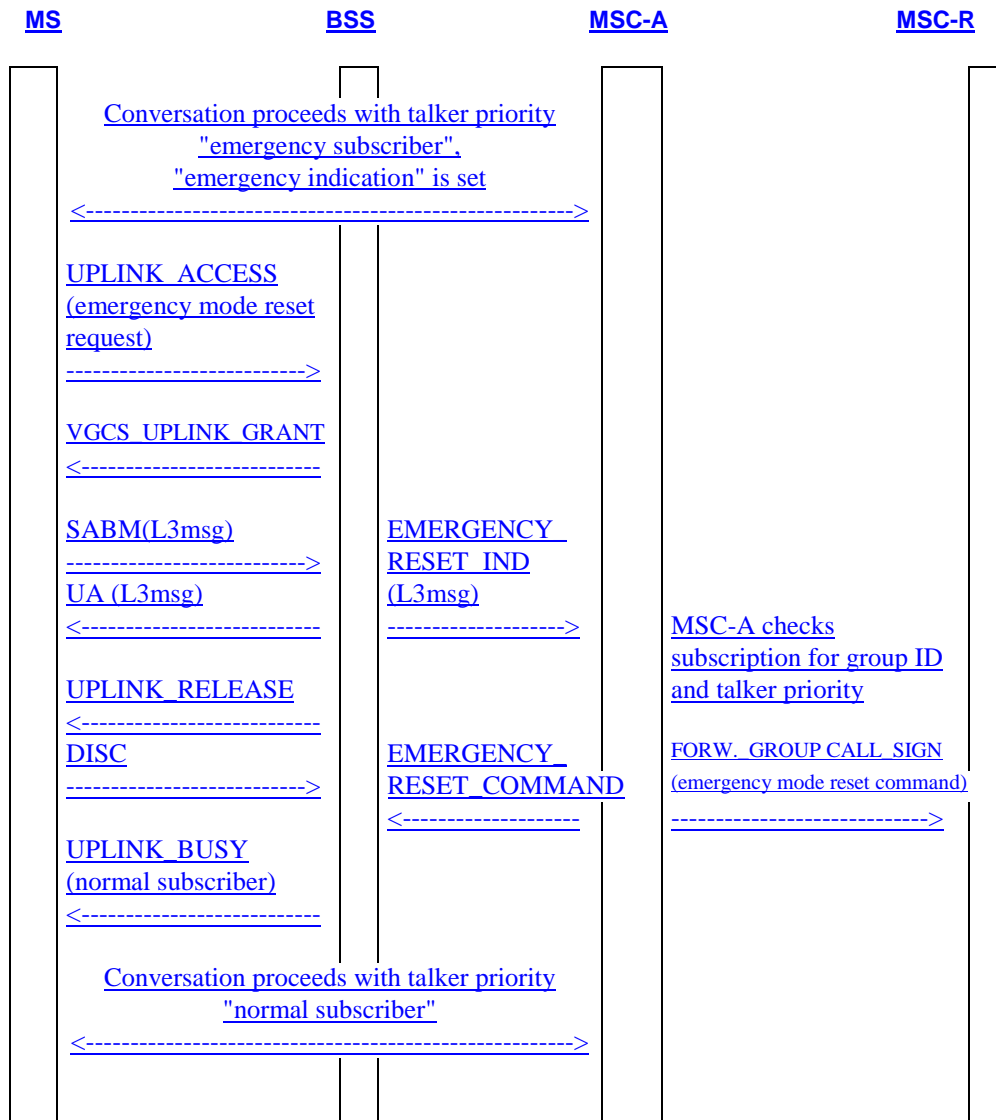 MS BSS MSC-A MSC-R
Conversation proceeds with talker priority
"emergency subscriber",
"emergency indication" is set
<------------------------------------------------------->
UPLINK_ACCESS
(emergency mode reset
request)
--------------------------->
VGCS_UPLINK_GRANT
<---------------------------
SABM(L3msg)
--------------------------->
UA (L3msg)
<---------------------------
EMERGENCY_
RESET_IND
(L3msg)
-------------------->
MSC-A checks
subscription for group ID
and talker priority
UPLINK_RELEASE
<---------------------------
DISC
--------------------------->
EMERGENCY_
RESET_COMMAND
<--------------------
FORW._GROUP CALL_SIGN
(emergency mode reset command)
----------------------------->
UPLINK_BUSY
(normal subscriber)
<---------------------------
Conversation proceeds with talker priority
"normal subscriber"
<------------------------------------------------------->